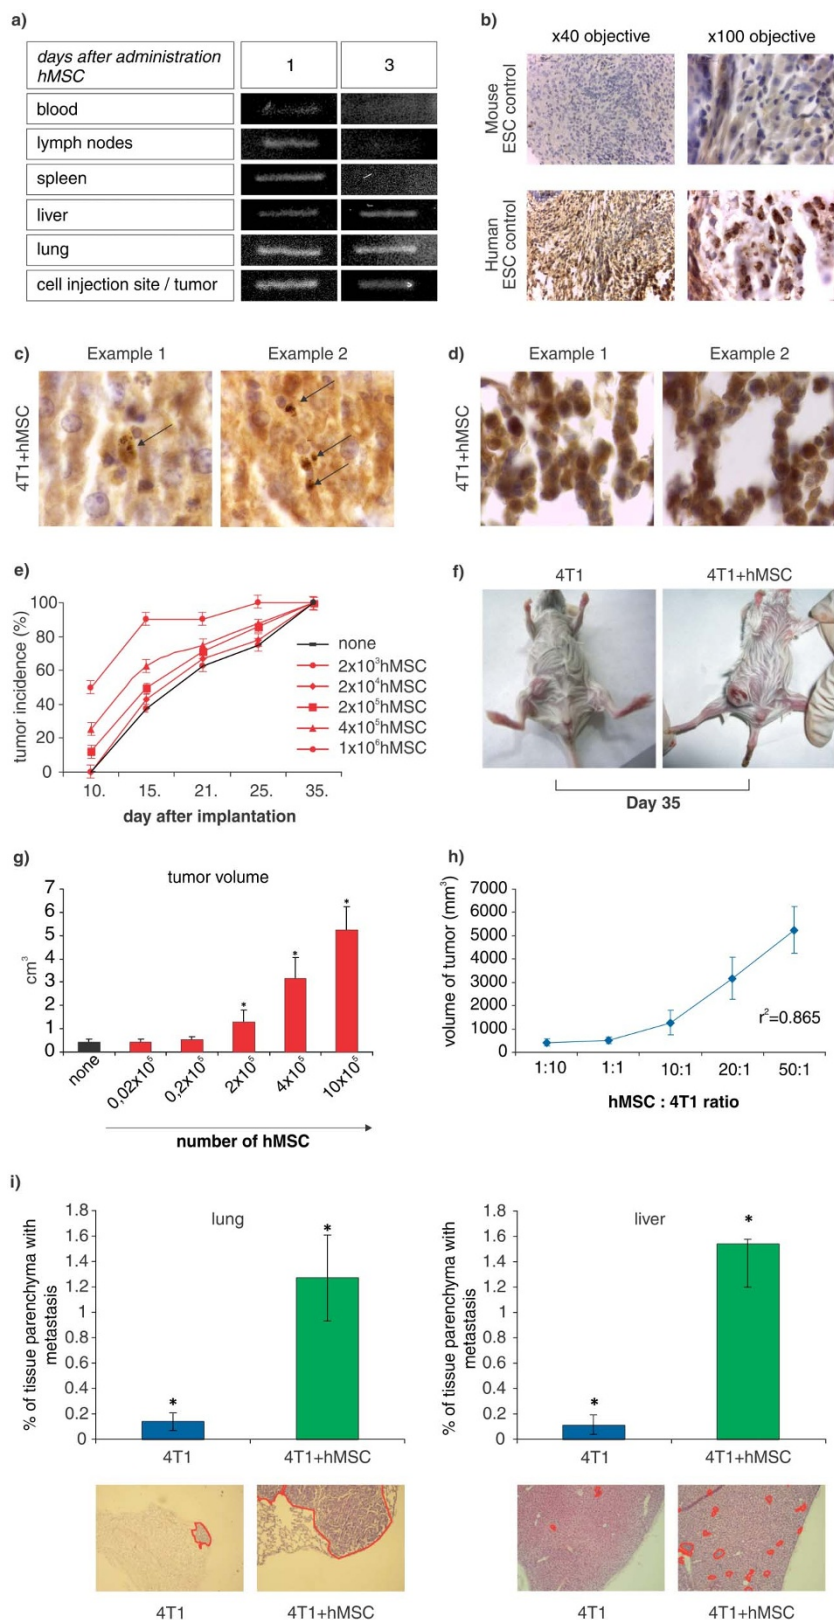 a)
days after administration
hMSC
1
3
blood
lymph nodes
spleen
liver
lung
cell injection site / tumor
b)
x40 objective
x100 objective
Mouse
ESC control
Human
ESC control
c)
Example 1
Example 2
4T1+hMSC
d)
Example 1
Example 2
4T1+hMSC
e)
tumor incidence (%)
100
80
60
40
20
0
10.
15.
21.
25.
35.
day after implantation
none
2x10³hMSC
2x10⁴hMSC
2x10⁵hMSC
4x10⁵hMSC
1x10⁶hMSC
f)
4T1
4T1+hMSC
Day 35
g)
tumor volume
cm³
7
6
5
4
3
2
1
0
*
*
*
none
0,02x10⁵
0,2x10⁵
2x10⁵
4x10⁵
10x10⁵
number of hMSC
h)
volume of tumor (mm³)
7000
6000
5000
4000
3000
2000
1000
0
r²=0.865
1:10
1:1
10:1
20:1
50:1
hMSC : 4T1 ratio
i)
% of tissue parenchyma with
metastasis
lung
1.8
1.6
1.4
1.2
1
0.8
0.6
0.4
0.2
0
*
*
4T1
4T1+hMSC
4T1
4T1+hMSC
% of tissue parenchyma with
metastasis
liver
1.8
1.6
1.4
1.2
1
0.8
0.6
0.4
0.2
0
*
*
4T1
4T1+hMSC
4T1
4T1+hMSC